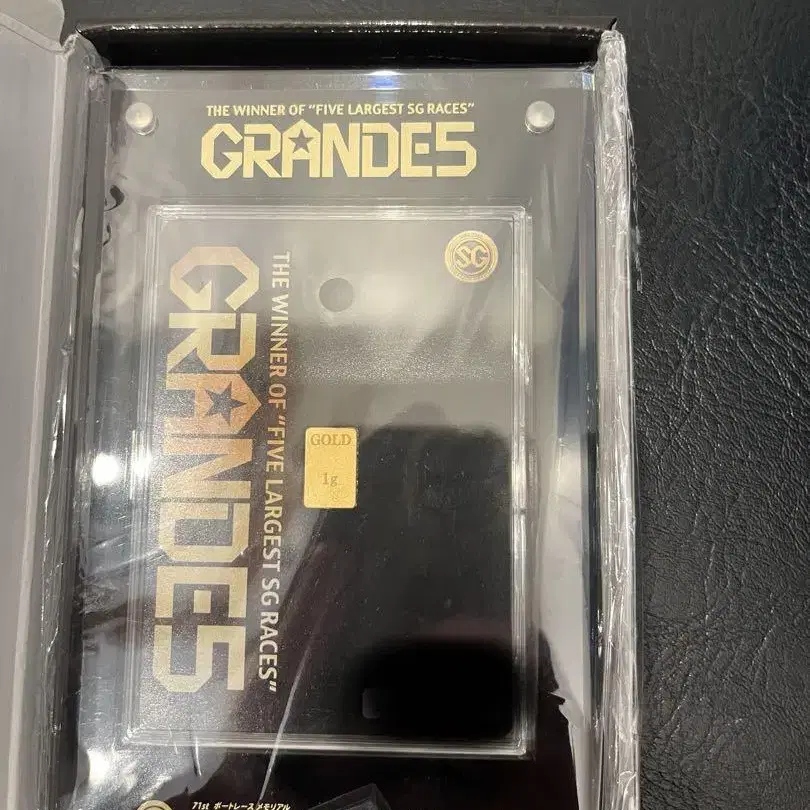 THE WINNER OF "FIVE LARGEST SG RACES"
GRANDE5
SG
THE WINNER OF "FIVE LARGEST SG RACES"
GRANDE5
GOLD
1g
71st ボートレースメモリアル